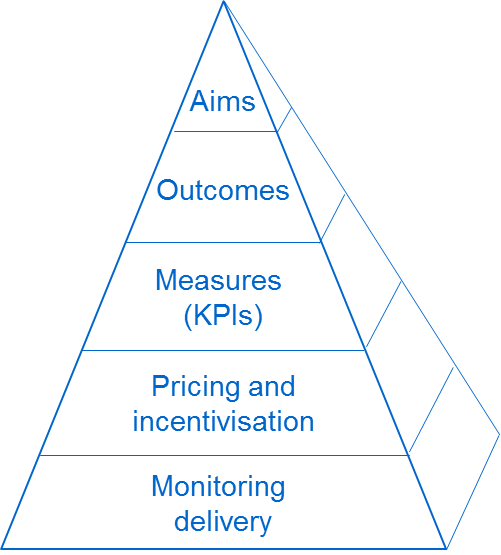 Aims
Outcomes
Measures
(KPIs)
Pricing and
incentivisation
Monitoring
delivery